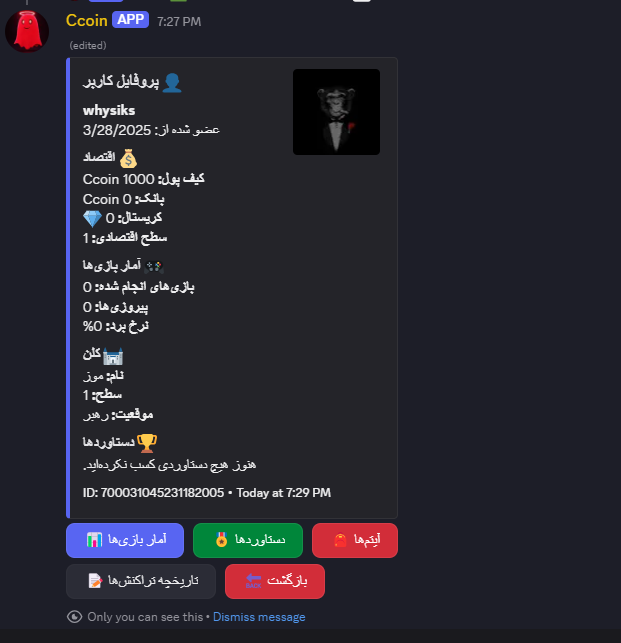 Ccoin APP 7:27 PM
(edited)
👤 پروفایل کاربر
whysiks
عضو شده از: 3/28/2025
💰 اقتصاد
کیف پول: 1000 Ccoin
بانک: 0 Ccoin
کریستال: 0 💎
سطح اقتصادی: 1
🎮 آمار بازی‌ها
بازی‌های انجام شده: 0
پیروزی‌ها: 0
نرخ برد: 0%
🏰 کلن
نام: موز
سطح: 1
موقعیت: رهبر
🏆 دستاوردها
هنوز هیچ دستاوردی کسب نکرده‌اید.
ID: 700031045231182005 • Today at 7:29 PM
📊 آمار بازی‌ها
🏅 دستاوردها
🎒 آیتم‌ها
📝 تاریخچه تراکنش‌ها
🔙 بازگشت
Only you can see this • Dismiss message